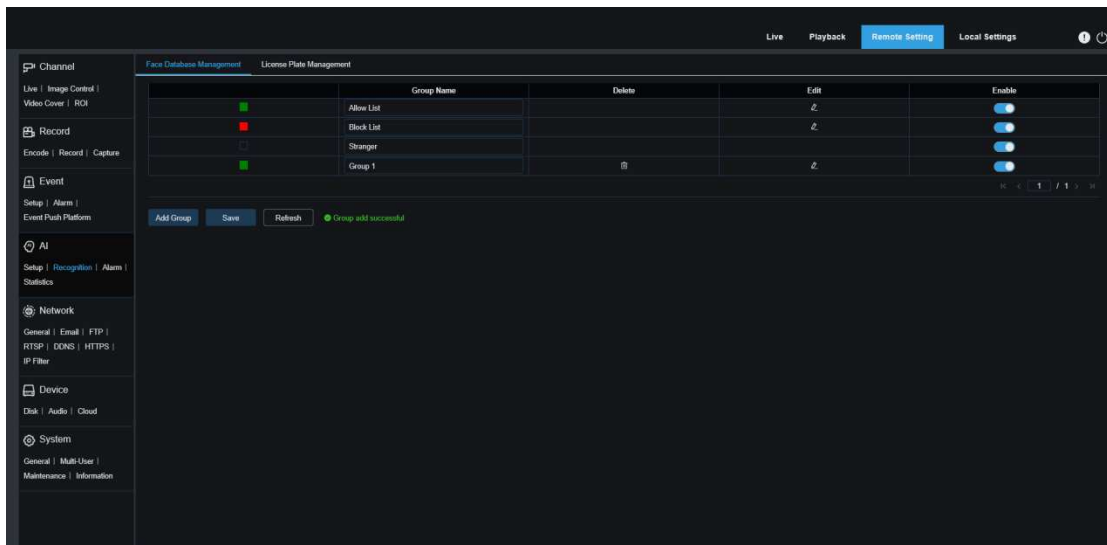 Live Playback Remote Setting Local Settings
Channel
Live | Image Control |
Video Cover | ROI
Record
Encode | Record | Capture
Event
Setup | Alarm |
Event Push Platform
AI
Setup | Recognition | Alarm |
Statistics
Network
General | Email | FTP |
RTSP | DDNS | HTTPS |
IP Filter
Device
Disk | Audio | Cloud
System
General | Multi-User |
Maintenance | Information
Face Database Management License Plate Management
Group Name Delete Edit Enable
Allow List
Block List
Stranger
Group 1
1 / 1
Add Group Save Refresh Group add successful